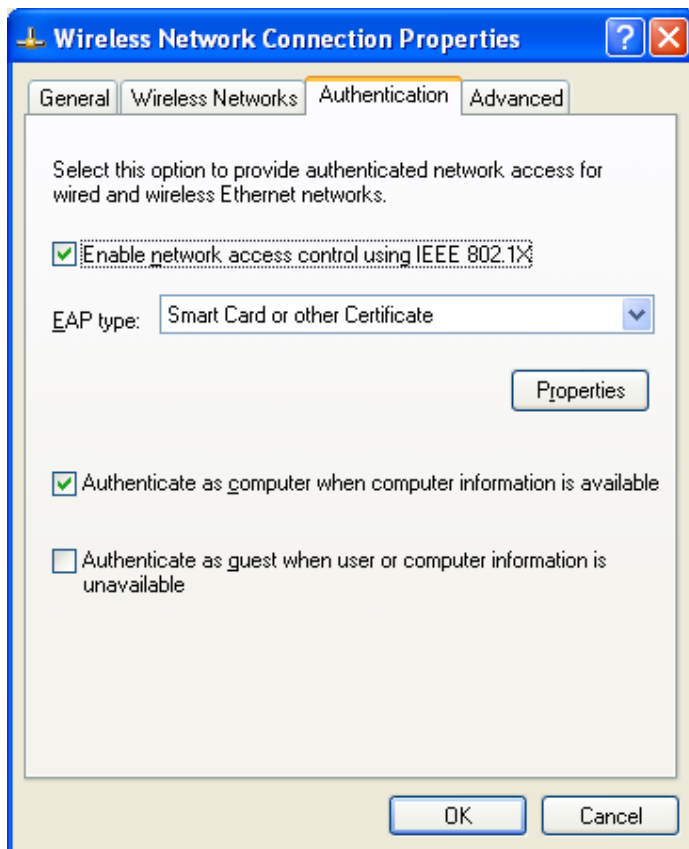 Wireless Network Connection Properties
General
Wireless Networks
Authentication
Advanced
Select this option to provide authenticated network access for
wired and wireless Ethernet networks.
Enable network access control using IEEE 802.1X
EAP type:
Smart Card or other Certificate
Properties
Authenticate as computer when computer information is available
Authenticate as guest when user or computer information is
unavailable
OK
Cancel